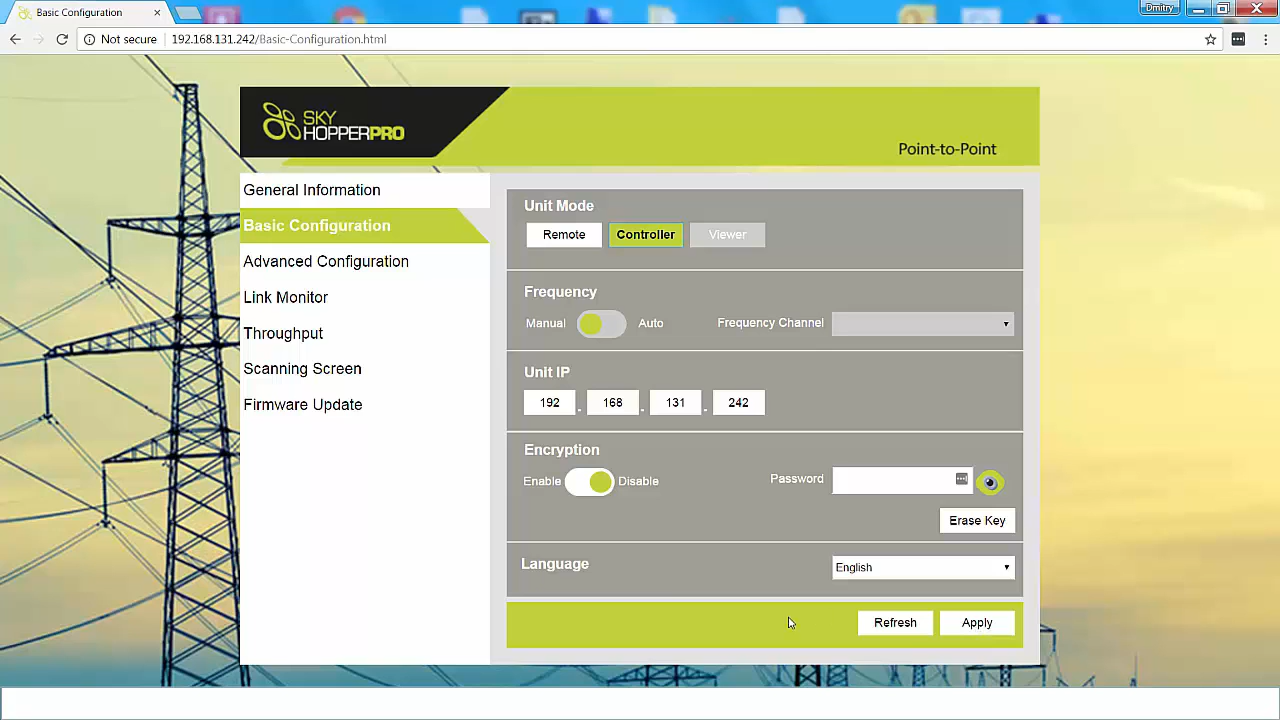 Basic Configuration
Dmitry
Not secure
192.168.131.242/Basic-Configuration.html
SKY
HOPPERPRO
Point-to-Point
General Information
Basic Configuration
Advanced Configuration
Link Monitor
Throughput
Scanning Screen
Firmware Update
Unit Mode
Remote Controller Viewer
Frequency
Manual Auto Frequency Channel
Unit IP
192 . 168 . 131 . 242
Encryption
Enable Disable Password
Erase Key
Language English
Refresh Apply